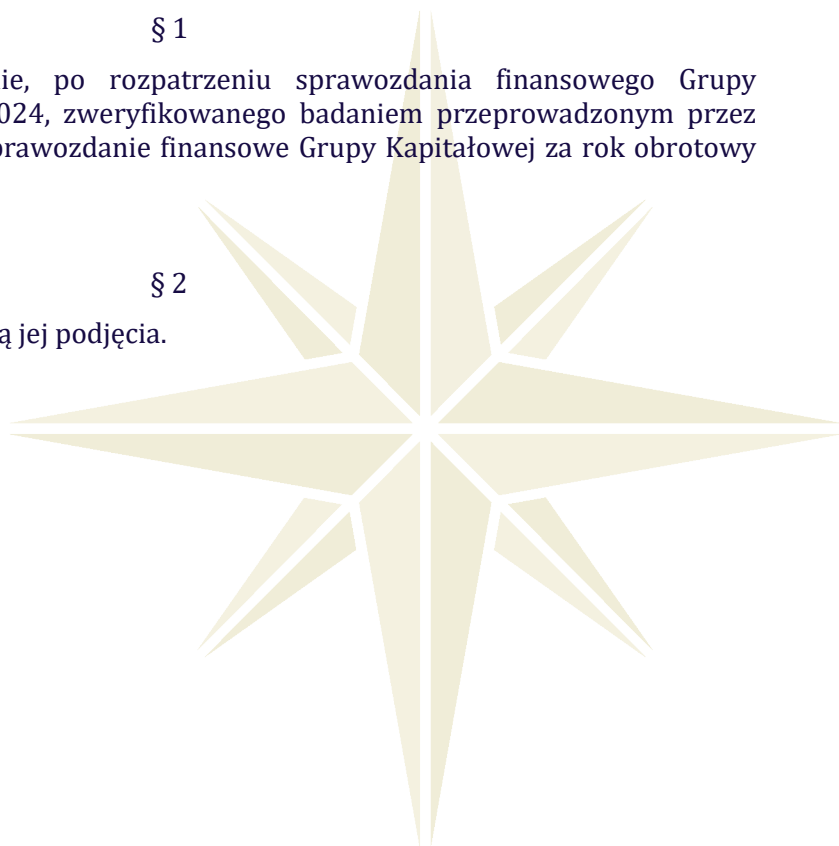 § 1
nie, po rozpatrzeniu sprawozdania finansowego Grupy
024, zweryfikowanego badaniem przeprowadzonym przez
prawozdanie finansowe Grupy Kapitałowej za rok obrotowy
§ 2
ą jej podjęcia.